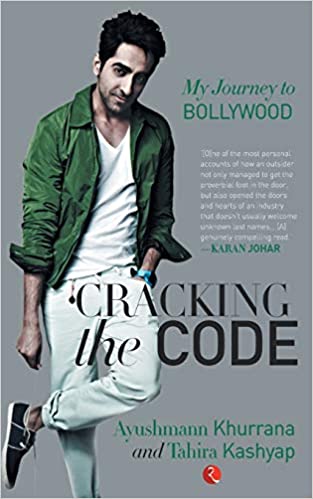 My Journey to
BOLLYWOOD
'[O]ne of the most personal
accounts of how an outsider
not only managed to get the
proverbial foot in the door,
but also opened the doors
and hearts of an industry
that doesn't usually welcome
unknown last names,.. [A]
genuinely compelling read.
—KARAN JOHAR
CRACKING
the CODE
Ayushmann Khurrana
and Tahira Kashyap